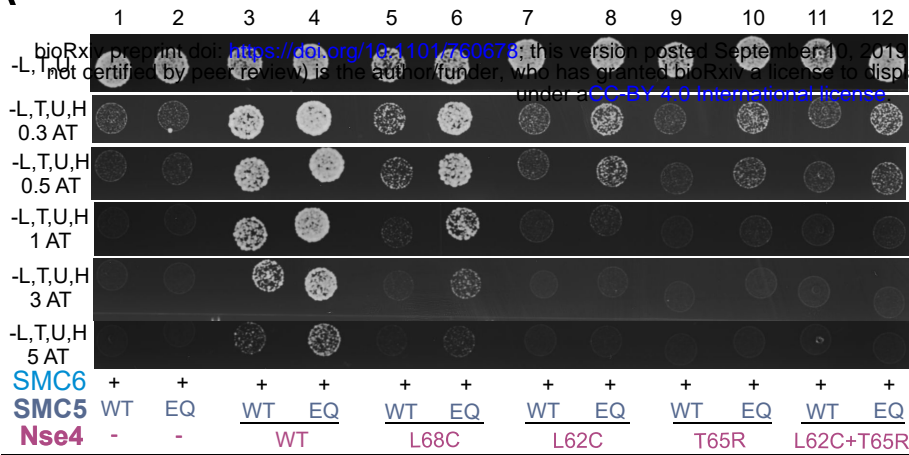 1 2 3 4 5 6 7 8 9 10 11 12
bioRxiv preprint doi: https://doi.org/10.1101/760678; this version posted September 10, 2019
-L,T,U
not certified by peer review) is the author/funder, who has granted bioRxiv a license to disp
under aCC-BY 4.0 International license.
-L,T,U,H
0.3 AT
-L,T,U,H
0.5 AT
-L,T,U,H
1 AT
-L,T,U,H
3 AT
-L,T,U,H
5 AT
SMC6 + + + + + + + + + + + +
SMC5 WT EQ WT EQ WT EQ WT EQ WT EQ WT EQ
Nse4 - - WT L68C L62C T65R L62C+T65R